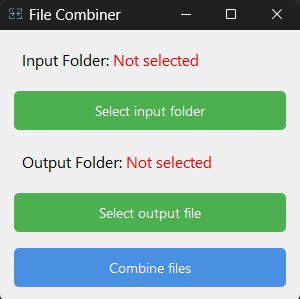 File Combiner
Input Folder: Not selected
Select input folder
Output Folder: Not selected
Select output file
Combine files